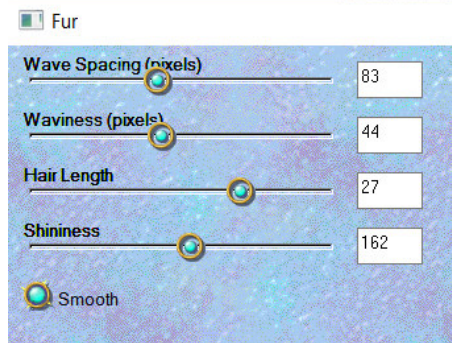 Fur
Wave Spacing (pixels)
83
Waviness (pixels)
44
Hair Length
27
Shininess
162
Smooth